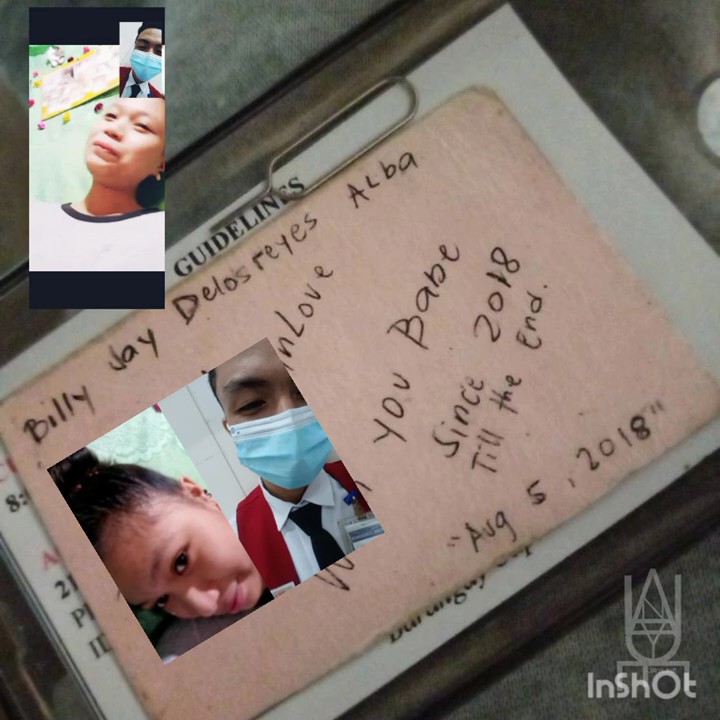 GUIDELINES
Billy Jay Delosreyes Alba
InLove
you Babe
Since 2018
Till the End.
"Aug 5, 2018"
InShOt